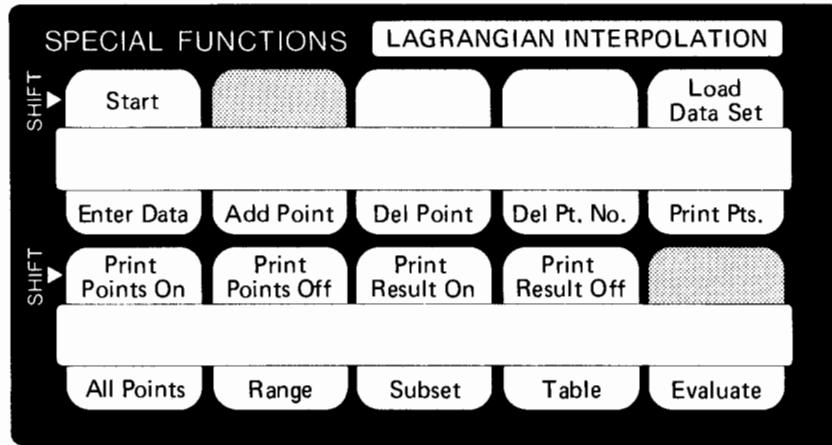 SPECIAL FUNCTIONS LAGRANGIAN INTERPOLATION
SHIFT
Start
Load
Data Set
Enter Data Add Point Del Point Del Pt. No. Print Pts.
SHIFT
Print
Points On
Print
Points Off
Print
Result On
Print
Result Off
All Points Range Subset Table Evaluate